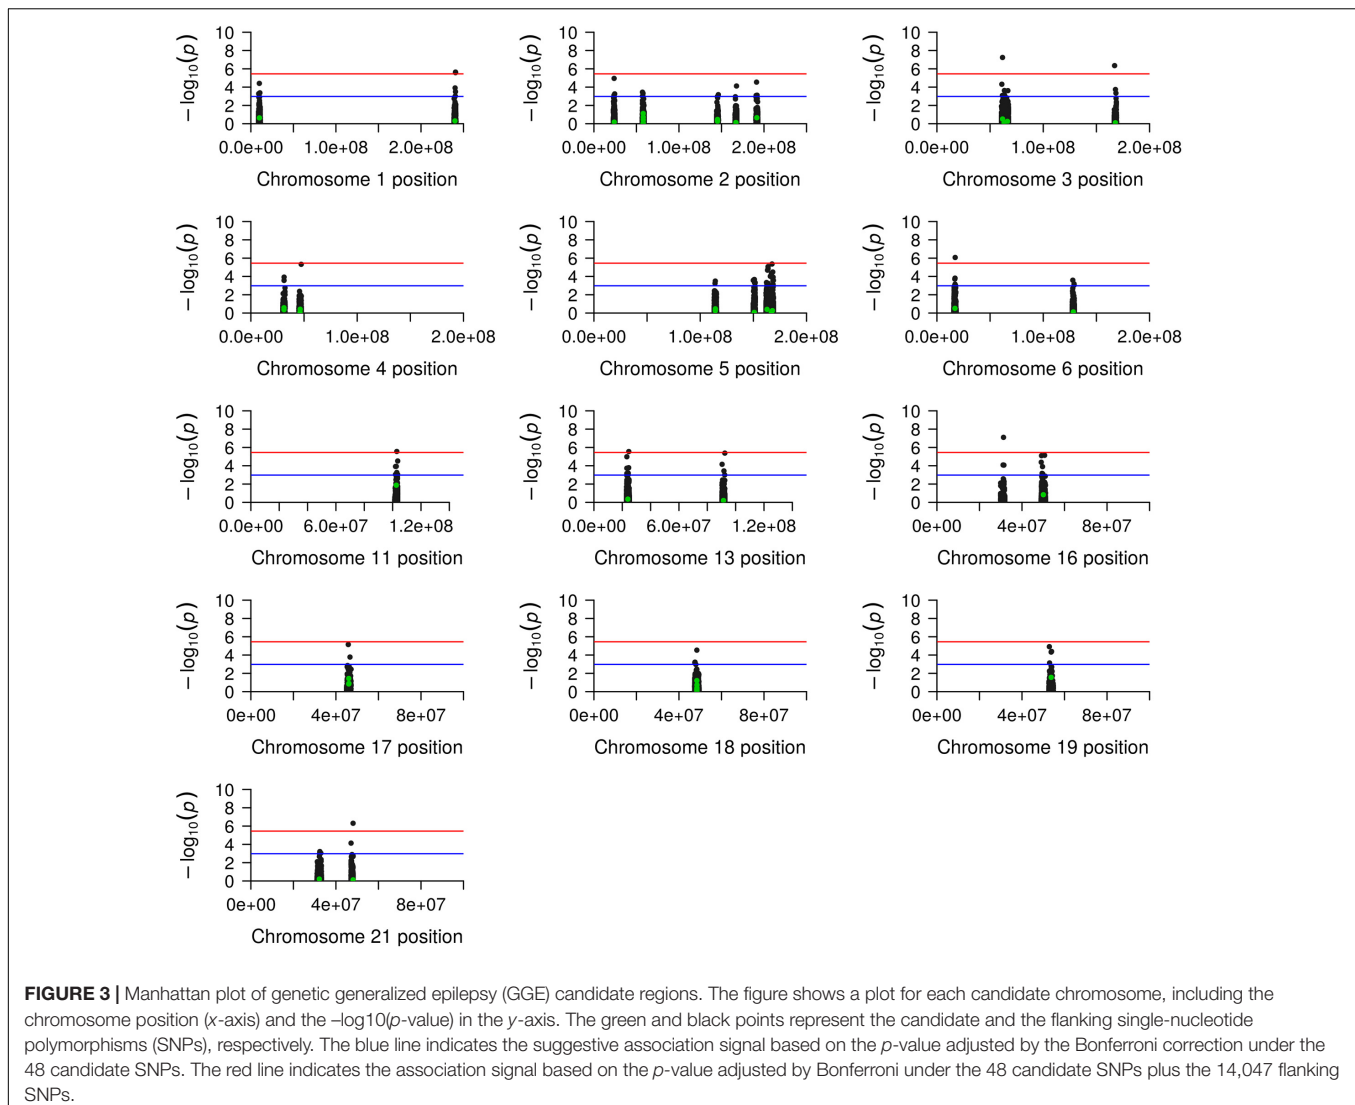 10
8
6
4
2
0
− log10(p)
0.0e+00 1.0e+08 2.0e+08
Chromosome 1 position
10
8
6
4
2
0
− log10(p)
0.0e+00 1.0e+08 2.0e+08
Chromosome 2 position
10
8
6
4
2
0
− log10(p)
0.0e+00 1.0e+08 2.0e+08
Chromosome 3 position
10
8
6
4
2
0
− log10(p)
0.0e+00 1.0e+08 2.0e+08
Chromosome 4 position
10
8
6
4
2
0
− log10(p)
0.0e+00 1.0e+08 2.0e+08
Chromosome 5 position
10
8
6
4
2
0
− log10(p)
0.0e+00 1.0e+08 2.0e+08
Chromosome 6 position
10
8
6
4
2
0
− log10(p)
0.0e+00 6.0e+07 1.2e+08
Chromosome 11 position
10
8
6
4
2
0
− log10(p)
0.0e+00 6.0e+07 1.2e+08
Chromosome 13 position
10
8
6
4
2
0
− log10(p)
0e+00 4e+07 8e+07
Chromosome 16 position
10
8
6
4
2
0
− log10(p)
0e+00 4e+07 8e+07
Chromosome 17 position
10
8
6
4
2
0
− log10(p)
0e+00 4e+07 8e+07
Chromosome 18 position
10
8
6
4
2
0
− log10(p)
0e+00 4e+07 8e+07
Chromosome 19 position
10
8
6
4
2
0
− log10(p)
0e+00 4e+07 8e+07
Chromosome 21 position
FIGURE 3 | Manhattan plot of genetic generalized epilepsy (GGE) candidate regions. The figure shows a plot for each candidate chromosome, including the
chromosome position (x-axis) and the –log10(p-value) in the y-axis. The green and black points represent the candidate and the flanking single-nucleotide
polymorphisms (SNPs), respectively. The blue line indicates the suggestive association signal based on the p-value adjusted by the Bonferroni correction under the
48 candidate SNPs. The red line indicates the association signal based on the p-value adjusted by Bonferroni under the 48 candidate SNPs plus the 14,047 flanking
SNPs.